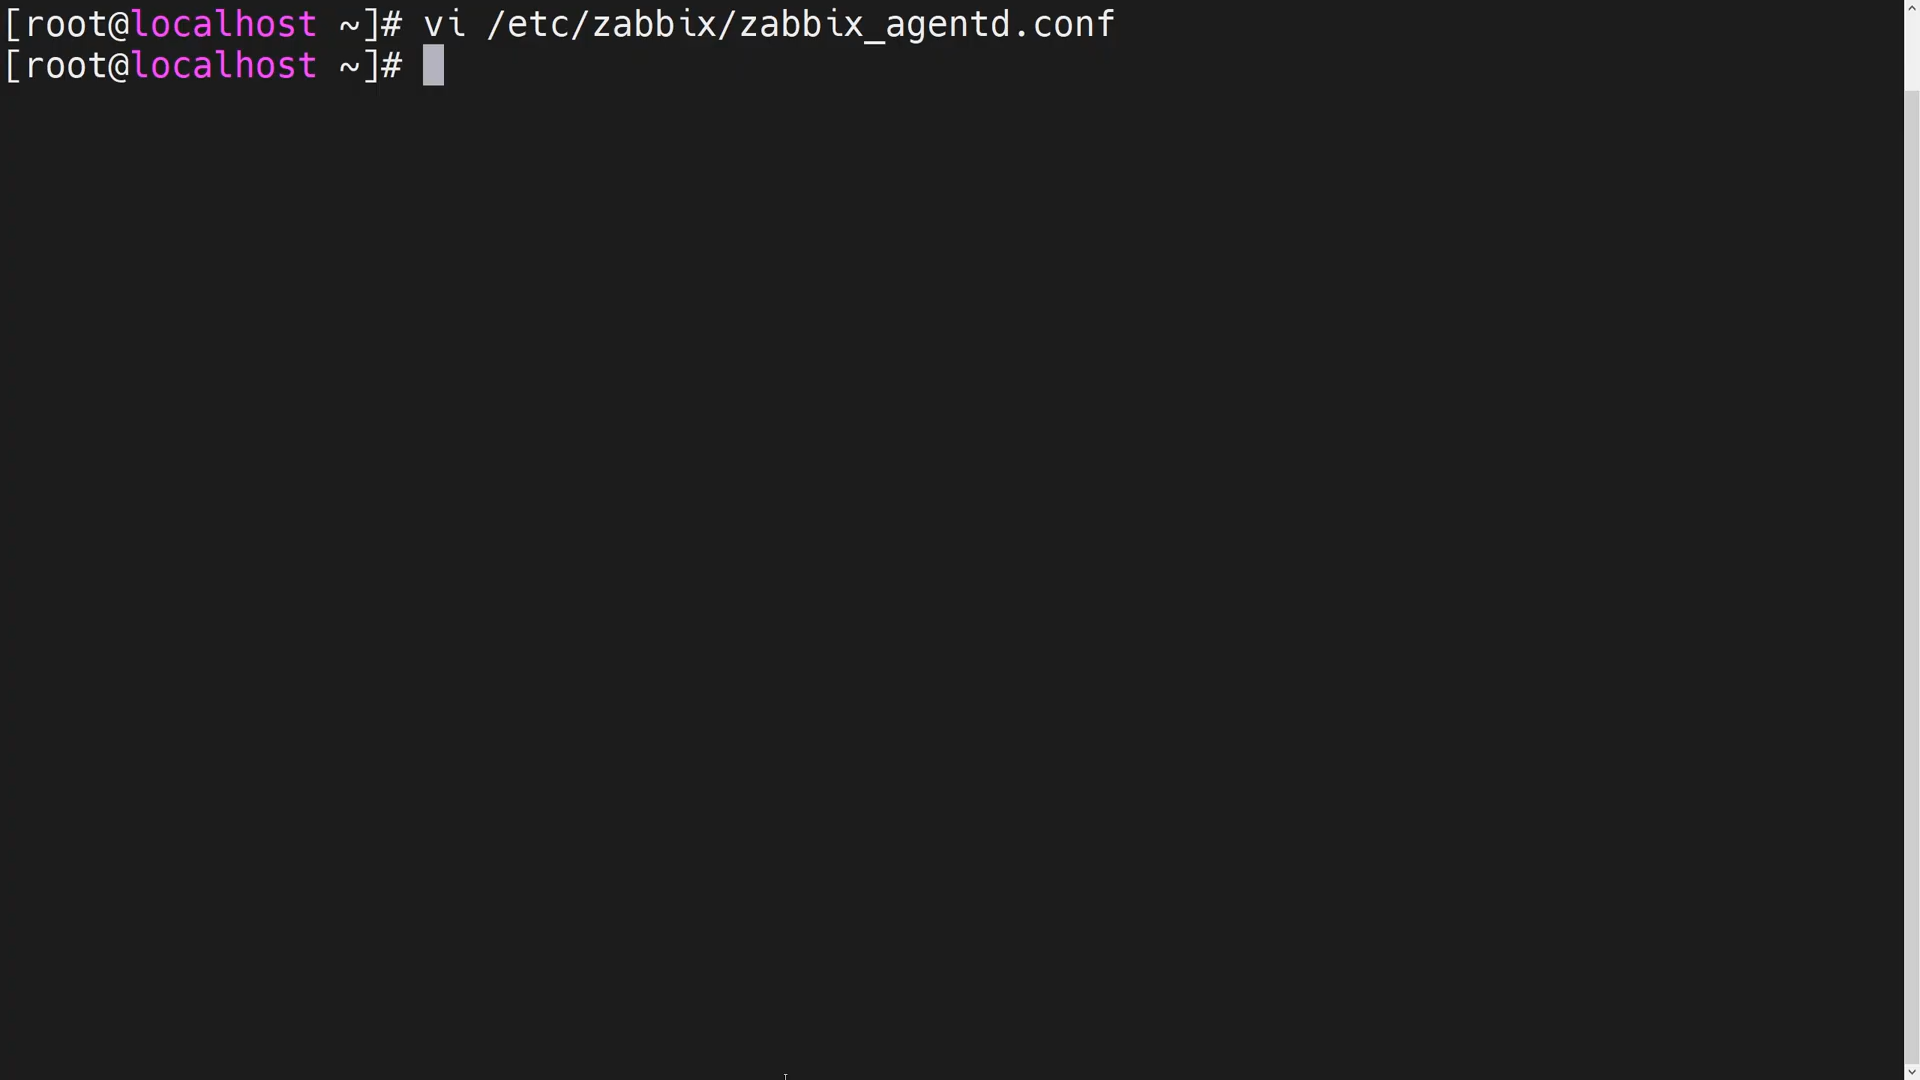 [root@localhost ~]# vi /etc/zabbix/zabbix_agentd.conf
[root@localhost ~]#